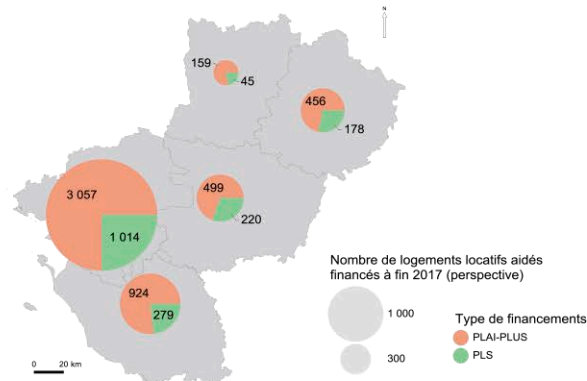 N
159
45
456
178
3 057
499
1 014
220
924
279
Nombre de logements locatifs aidés
financés à fin 2017 (perspective)
1 000
300
Type de financements
PLAI-PLUS
PLS
0 20 km